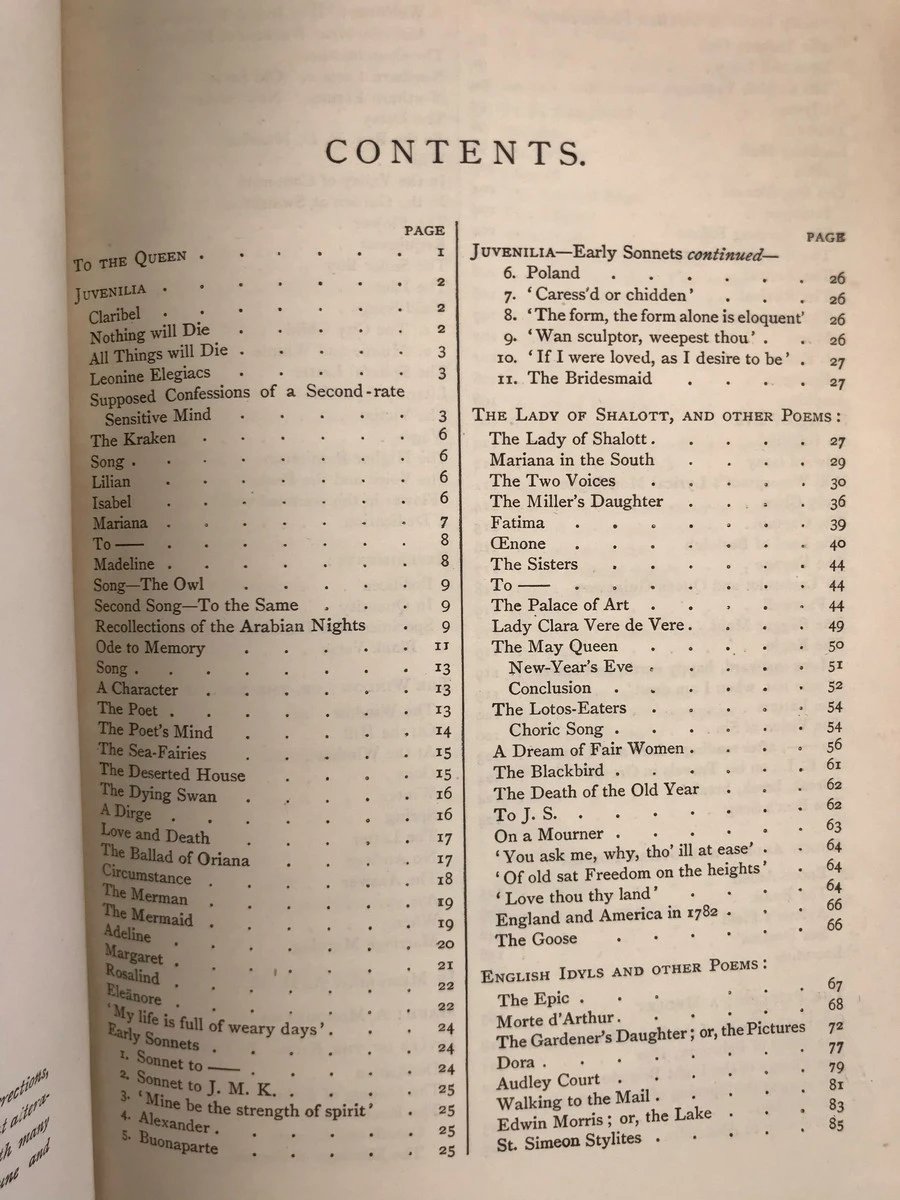 CONTENTS.
PAGE
TO THE QUEEN . . . . . . 1
JUVENILIA . . . . . . . 2
Claribel . . . . . . . 2
Nothing will Die . . . . . 2
All Things will Die . . . . . 3
Leonine Elegiacs . . . . . 3
Supposed Confessions of a Second-rate
Sensitive Mind . . . . . 3
The Kraken . . . . . . 6
Song . . . . . . . 6
Lilian . . . . . . . 6
Isabel . . . . . . . 6
Mariana . . . . . . . 7
To —— . . . . . . . 8
Madeline . . . . . . . 8
Song—The Owl . . . . . 9
Second Song—To the Same . . . 9
Recollections of the Arabian Nights . 9
Ode to Memory . . . . . 11
Song . . . . . . . 13
A Character . . . . . . 13
The Poet . . . . . . . 13
The Poet's Mind . . . . . 14
The Sea-Fairies . . . . . 15
The Deserted House . . . . 15
The Dying Swan . . . . . 16
A Dirge . . . . . . . 16
Love and Death . . . . . 17
The Ballad of Oriana . . . . 17
Circumstance . . . . . . 18
The Merman . . . . . . 19
The Mermaid . . . . . . 19
Adeline . . . . . . . 20
Margaret . . . . . . . 21
Rosalind . . . . . . . 22
Eleänore . . . . . . . 22
'My life is full of weary days' . . . 24
Early Sonnets . . . . . . 24
1. Sonnet to —— . . . . . 24
2. Sonnet to J. M. K. . . . . 25
3. 'Mine be the strength of spirit' . . 25
4. Alexander . . . . . . 25
5. Buonaparte . . . . . 25
PAGE
JUVENILIA—Early Sonnets continued—
6. Poland . . . . . . 26
7. 'Caress'd or chidden' . . . 26
8. 'The form, the form alone is eloquent' 26
9. 'Wan sculptor, weepest thou' . . 26
10. 'If I were loved, as I desire to be' . 27
11. The Bridesmaid . . . . 27
THE LADY OF SHALOTT, AND OTHER POEMS:
The Lady of Shalott . . . . . 27
Mariana in the South . . . . 29
The Two Voices . . . . . 30
The Miller's Daughter . . . . 36
Fatima . . . . . . . 39
Œnone . . . . . . . 40
The Sisters . . . . . . 44
To —— . . . . . . . 44
The Palace of Art . . . . . 44
Lady Clara Vere de Vere . . . . 49
The May Queen . . . . . 50
New-Year's Eve . . . . . 51
Conclusion . . . . . . 52
The Lotos-Eaters . . . . . 54
Choric Song . . . . . . 54
A Dream of Fair Women . . . . 56
The Blackbird . . . . . . 61
The Death of the Old Year . . . 62
To J. S. . . . . . . . 62
On a Mourner . . . . . . 63
'You ask me, why, tho' ill at ease' . . 64
'Of old sat Freedom on the heights' . 64
'Love thou thy land' . . . . 64
England and America in 1782 . . . 66
The Goose . . . . . . 66
ENGLISH IDYLS AND OTHER POEMS:
The Epic . . . . . . . 67
Morte d'Arthur . . . . . . 68
The Gardener's Daughter; or, the Pictures 72
Dora . . . . . . . 77
Audley Court . . . . . . 79
Walking to the Mail . . . . . 81
Edwin Morris; or, the Lake . . . 83
St. Simeon Stylites . . . . . 85
many
and